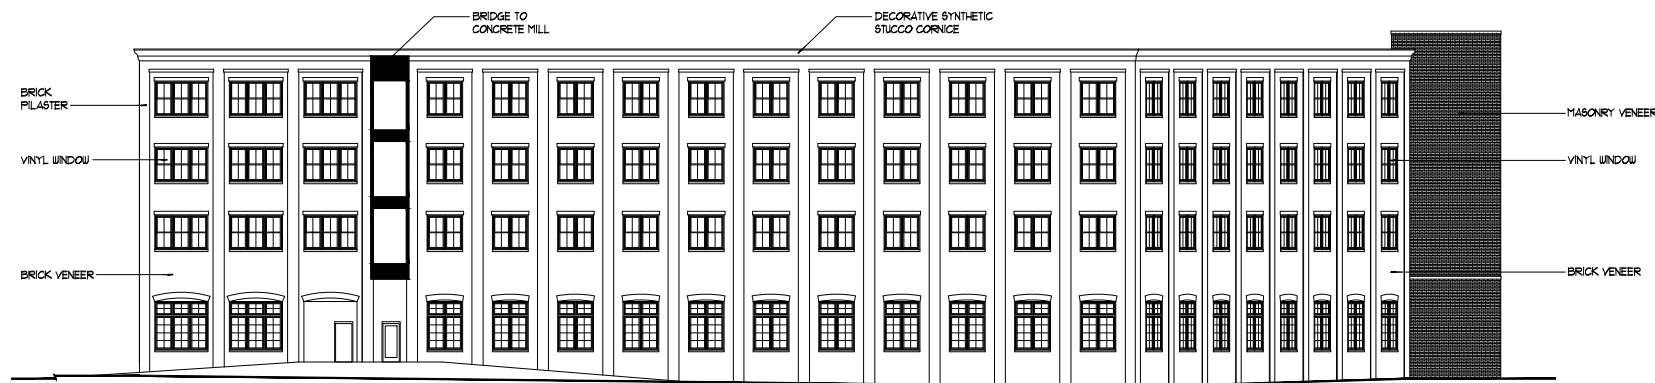 BRIDGE TO
CONCRETE MILL
DECORATIVE SYNTHETIC
STUCCO CORNICE
BRICK
PILASTER
MASONRY VENEER
VINYL WINDOW
VINYL WINDOW
BRICK VENEER
BRICK VENEER